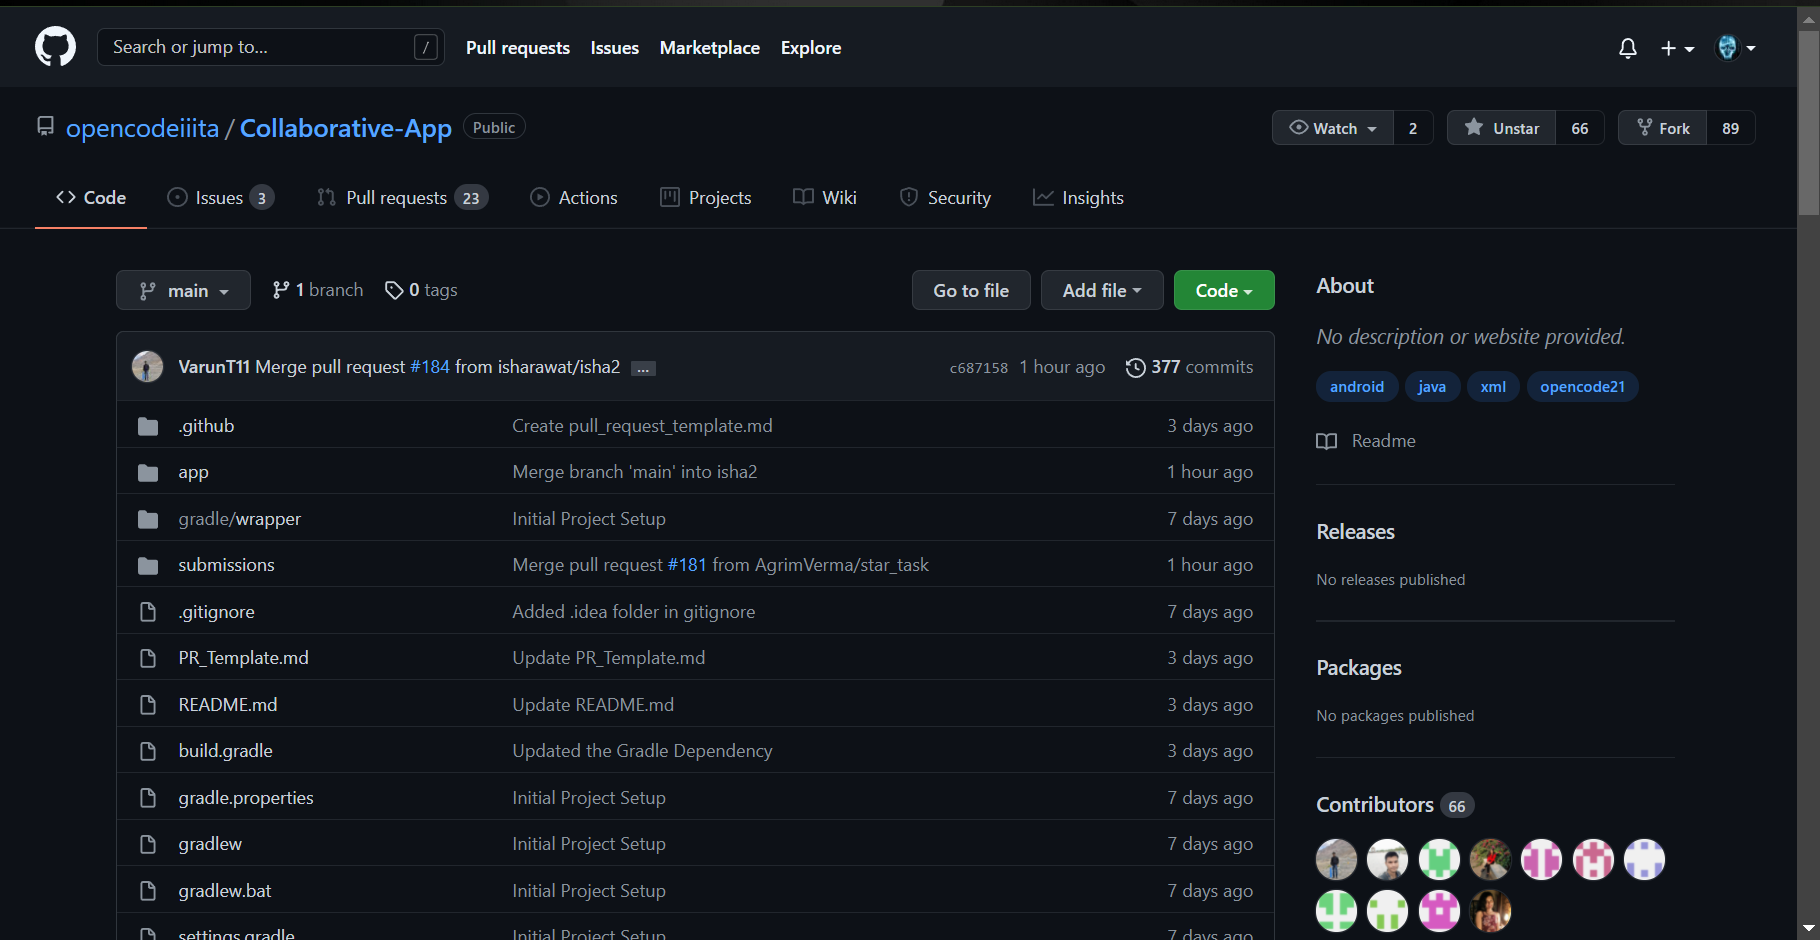 Search or jump to... /
Pull requests Issues Marketplace Explore
opencodeiiita / Collaborative-App Public
Watch 2 Unstar 66 Fork 89
Code Issues 3 Pull requests 23 Actions Projects Wiki Security Insights
main 1 branch 0 tags Go to file Add file Code
VarunT11 Merge pull request #184 from isharawat/isha2 ... c687158 1 hour ago 377 commits
.github Create pull_request_template.md 3 days ago
app Merge branch 'main' into isha2 1 hour ago
gradle/wrapper Initial Project Setup 7 days ago
submissions Merge pull request #181 from AgrimVerma/star_task 1 hour ago
.gitignore Added .idea folder in gitignore 7 days ago
PR_Template.md Update PR_Template.md 3 days ago
README.md Update README.md 3 days ago
build.gradle Updated the Gradle Dependency 3 days ago
gradle.properties Initial Project Setup 7 days ago
gradlew Initial Project Setup 7 days ago
gradlew.bat Initial Project Setup 7 days ago
settings.gradle Initial Project Setup 7 days ago
About
No description or website provided.
android java xml opencode21
Readme
Releases
No releases published
Packages
No packages published
Contributors 66